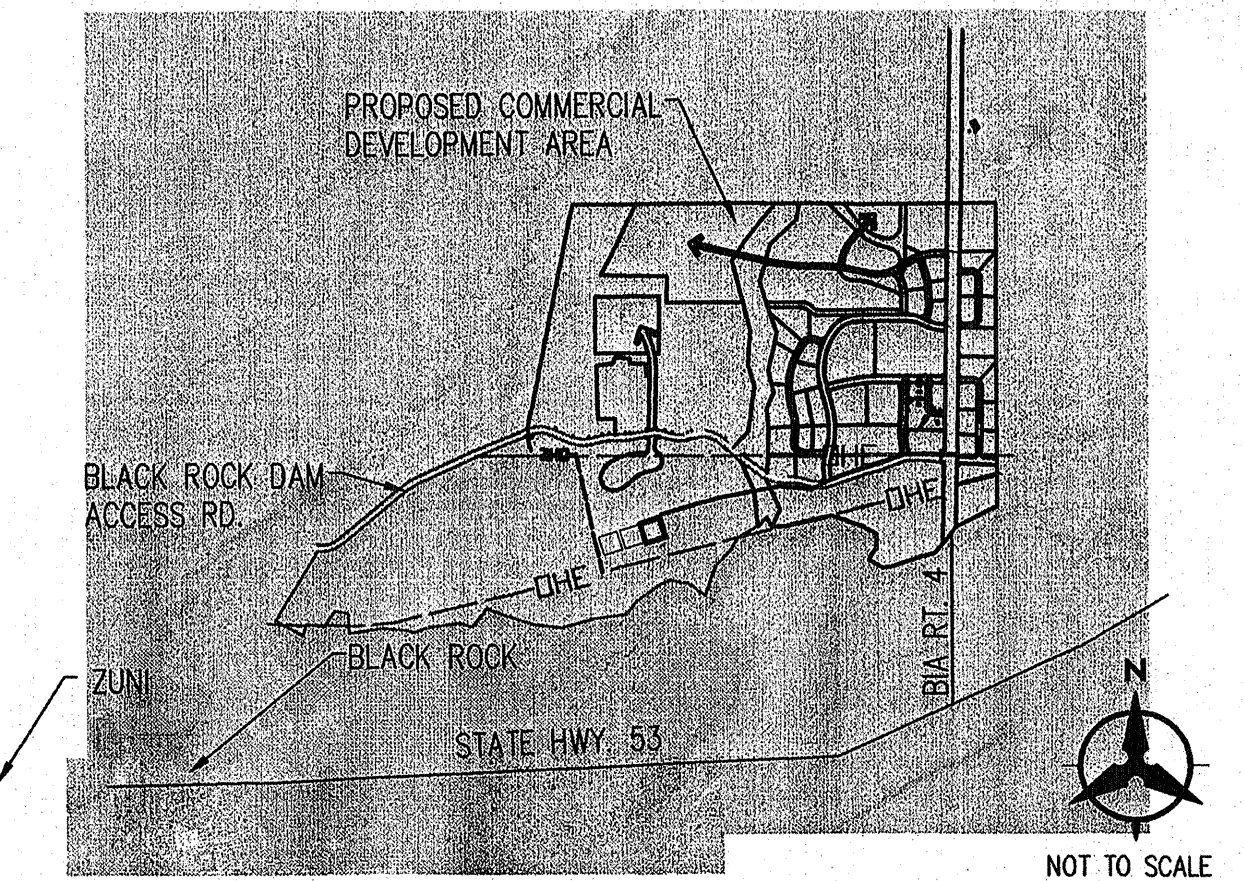 PROPOSED COMMERCIAL
DEVELOPMENT AREA
BLACK ROCK DAM
ACCESS RD.
OHE
OHE
OHE
BIA RT. 4
BLACK ROCK
ZUNI
STATE HWY. 53
N
NOT TO SCALE